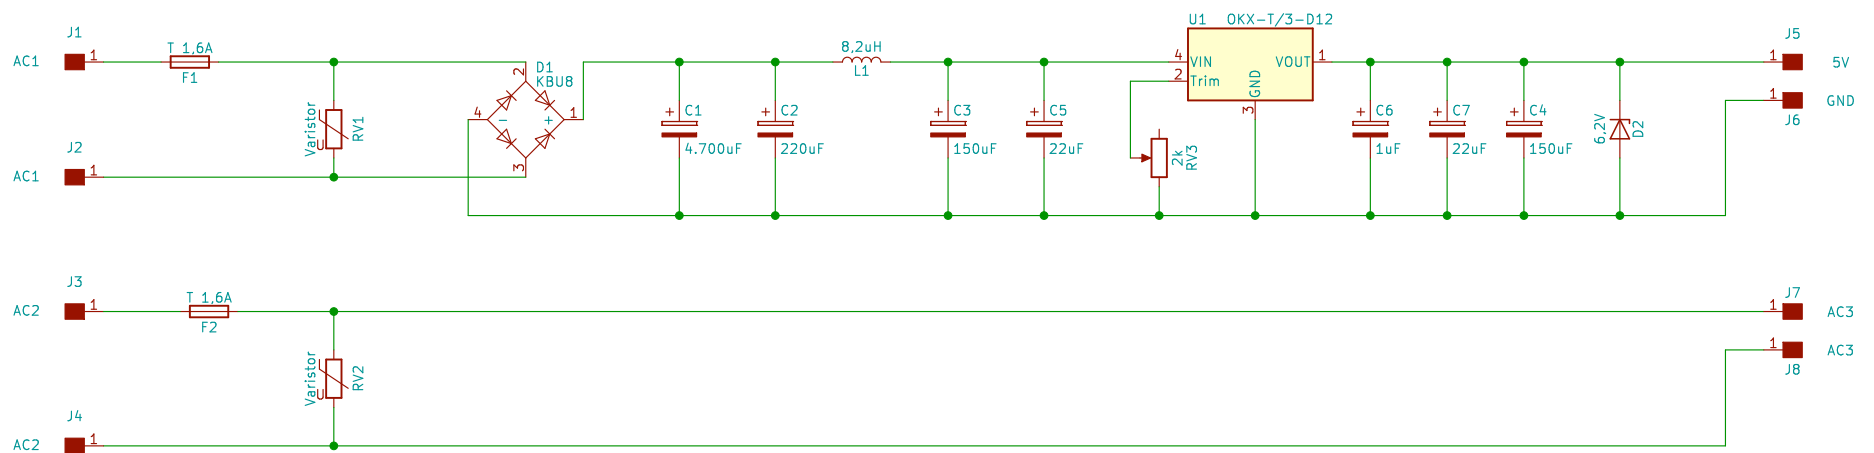 J1
AC1
1
T 1,6A
F1
Varistor
U
RV1
J2
AC1
1
D1
KBU8
2
4
-
+
1
3
+
C1
4.700uF
+
C2
220uF
8,2uH
L1
+
C3
150uF
+
C5
22uF
U1 OKX-T/3-D12
4
VIN
2
Trim
GND
3
VOUT
1
2k
RV3
+
C6
1uF
+
C7
22uF
+
C4
150uF
6,2V
D2
J5
1
5V
1
GND
J6
J3
AC2
1
T 1,6A
F2
Varistor
U
RV2
J4
AC2
1
J7
1
AC3
1
AC3
J8